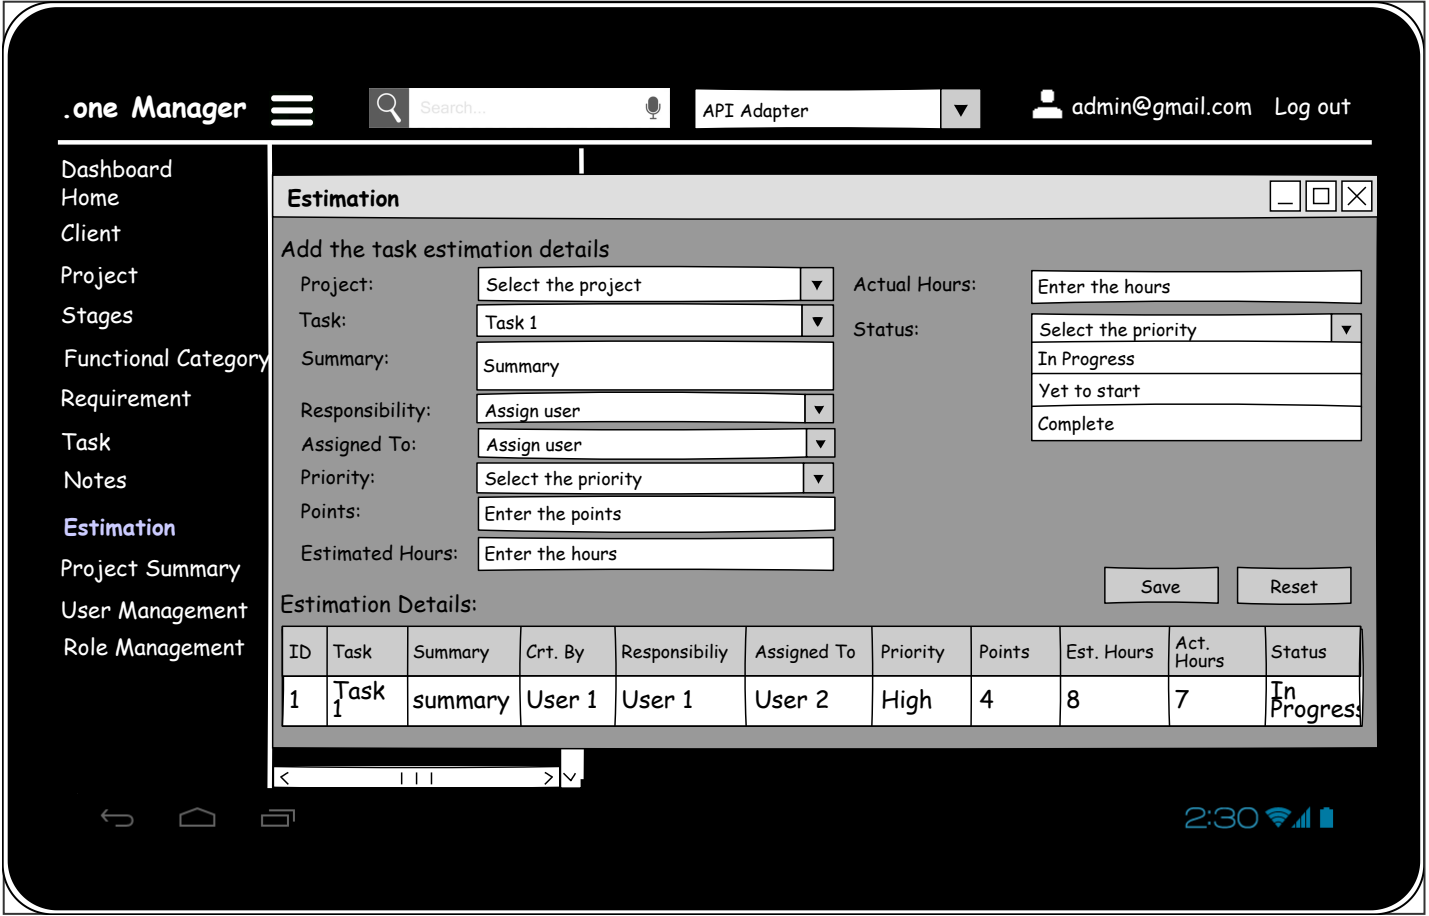 .one Manager
Search...
API Adapter
admin@gmail.com
Log out
Dashboard
Home
Client
Project
Stages
Functional Category
Requirement
Task
Notes
Estimation
Project Summary
User Management
Role Management
Estimation
Add the task estimation details
Project: Select the project
Task: Task 1
Summary: Summary
Responsibility: Assign user
Assigned To: Assign user
Priority: Select the priority
Points: Enter the points
Estimated Hours: Enter the hours
Actual Hours: Enter the hours
Status: Select the priority
In Progress
Yet to start
Complete
Save
Reset
Estimation Details:
ID Task Summary Crt. By Responsibiliy Assigned To Priority Points Est. Hours Act. Hours Status
1 Task 1 summary User 1 User 1 User 2 High 4 8 7 In Progress
2:30